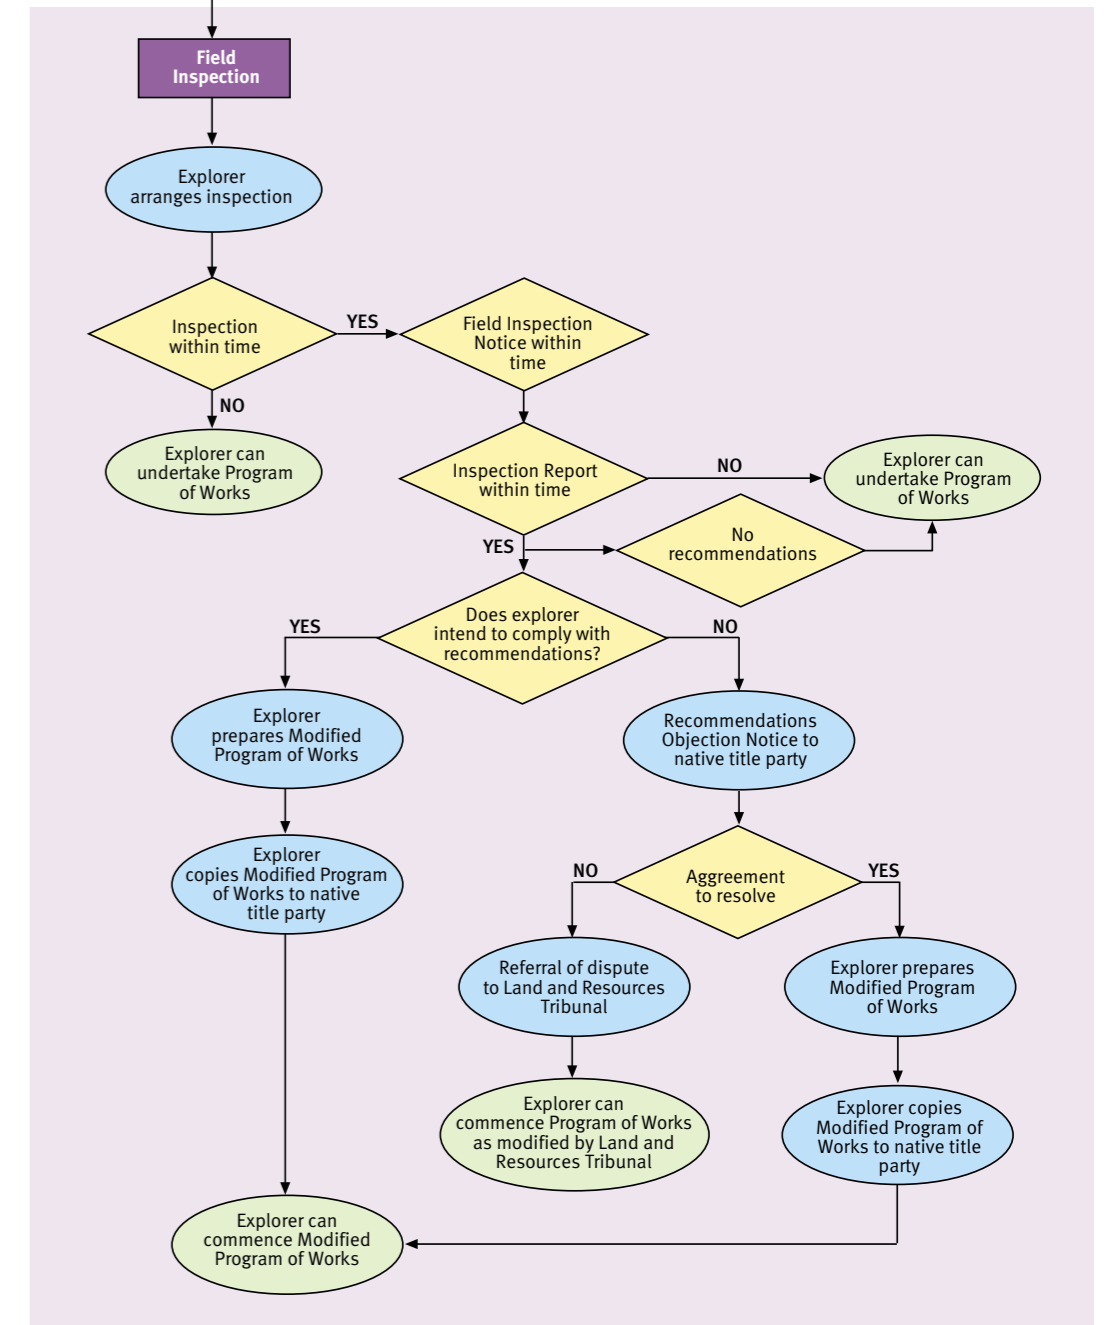 Field
Inspection
Explorer
arranges inspection
Inspection
within time
YES
Field Inspection
Notice within
time
NO
Explorer can
undertake Program
of Works
Inspection Report
within time
NO
Explorer can
undertake Program
of Works
YES
No
recommendations
Does explorer
intend to comply with
recommendations?
YES
NO
Explorer
prepares Modified
Program of Works
Recommendations
Objection Notice to
native title party
Explorer
copies Modified Program
of Works to native
title party
Aggreement
to resolve
NO
YES
Referral of dispute
to Land and Resources
Tribunal
Explorer prepares
Modified Program
of Works
Explorer can
commence Program of Works
as modified by Land and
Resources Tribunal
Explorer copies
Modified Program of
Works to native title
party
Explorer can
commence Modified
Program of Works